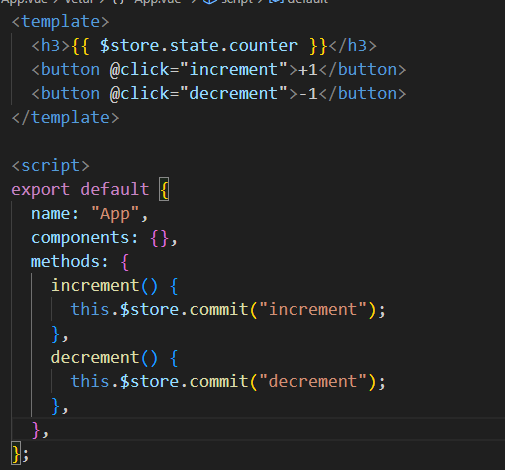 App.vue > Vetur > {} App.vue > script > default
<template>
  <h3>{{ $store.state.counter }}</h3>
  <button @click="increment">+1</button>
  <button @click="decrement">-1</button>
</template>

<script>
export default {
  name: "App",
  components: {},
  methods: {
    increment() {
      this.$store.commit("increment");
    },
    decrement() {
      this.$store.commit("decrement");
    },
  },
};